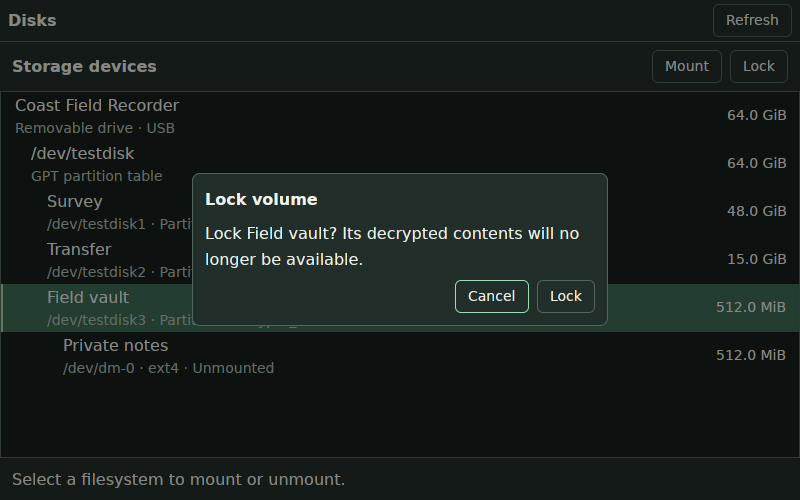 Disks
Refresh
Storage devices
Mount
Lock
Coast Field Recorder
Removable drive · USB
64.0 GiB
/dev/testdisk
GPT partition table
64.0 GiB
Survey
/dev/testdisk1 ·
48.0 GiB
Transfer
/dev/testdisk2 ·
15.0 GiB
Field vault
/dev/testdisk3 ·
512.0 MiB
Private notes
/dev/dm-0 · ext4 · Unmounted
512.0 MiB
Lock volume
Lock Field vault? Its decrypted contents will no
longer be available.
Cancel
Lock
Select a filesystem to mount or unmount.